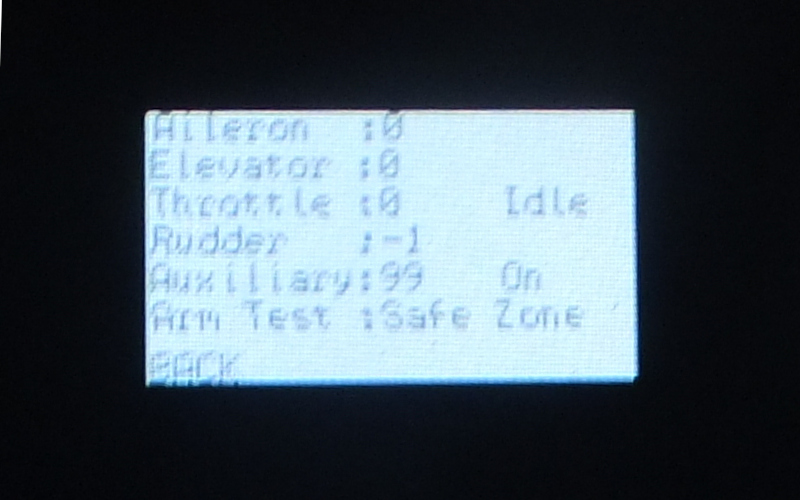 Aileron :0
Elevator :0
Throttle :0 Idle
Rudder :-1
Auxiliary:99 On
Arm Test :Safe Zone
BACK